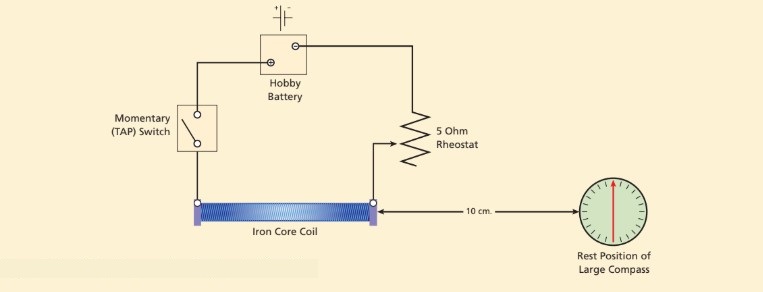 + -
Hobby
Battery
Momentary
(TAP) Switch
5 Ohm
Rheostat
10 cm.
Iron Core Coil
Rest Position of
Large Compass